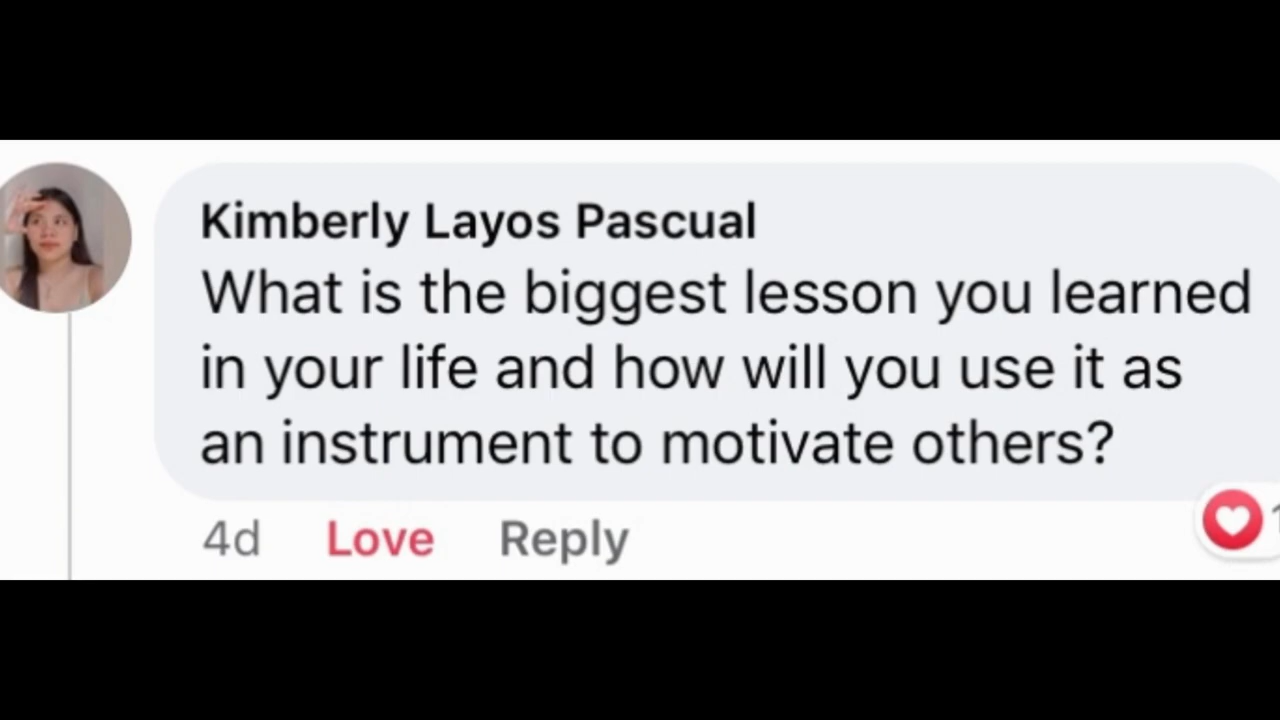 Kimberly Layos Pascual
What is the biggest lesson you learned
in your life and how will you use it as
an instrument to motivate others?
4d Love Reply